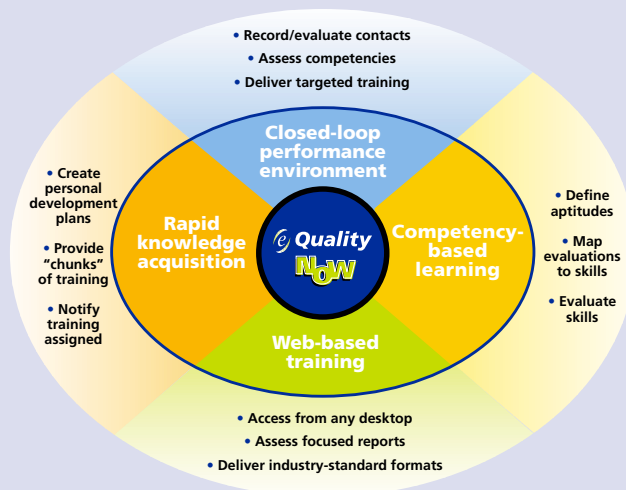 • Record/evaluate contacts
• Assess competencies
• Deliver targeted training
Closed-loop
performance
environment
• Create
personal
development
plans
• Provide
“chunks”
of training
• Notify
training
assigned
Rapid
knowledge
acquisition
e Quality
NOW
Competency-
based
learning
• Define
aptitudes
• Map
evaluations
to skills
• Evaluate
skills
Web-based
training
• Access from any desktop
• Assess focused reports
• Deliver industry-standard formats